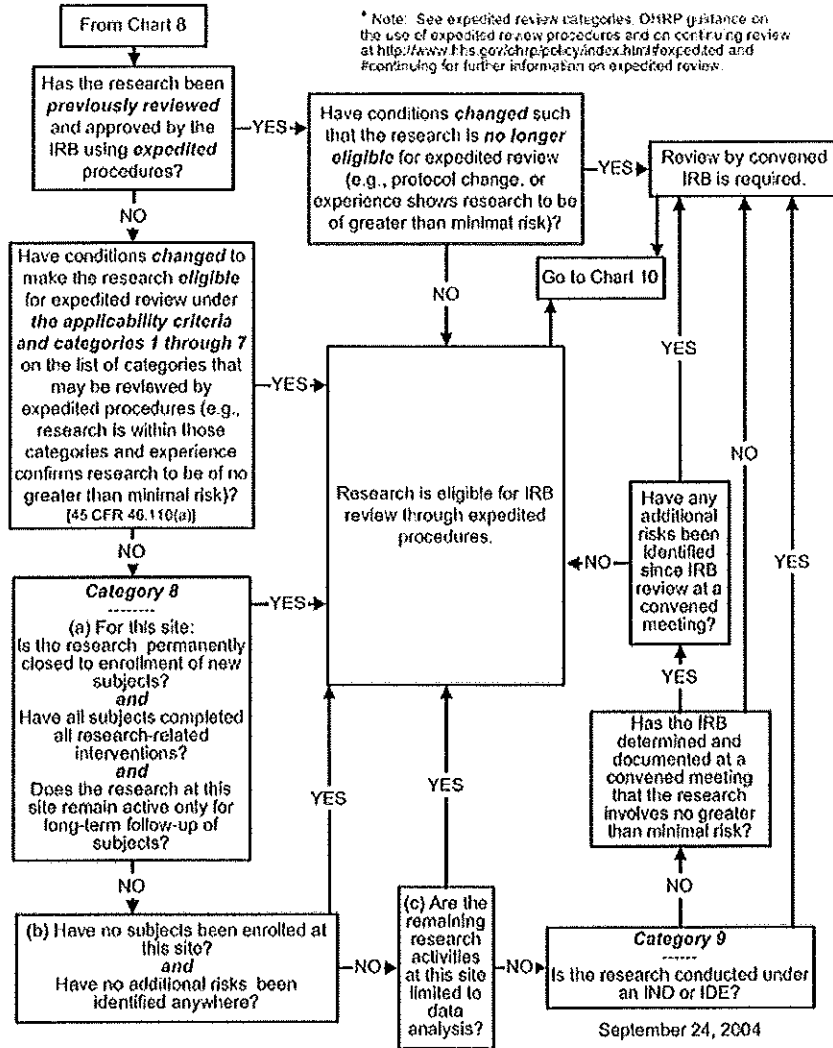 From Chart 8
* Note: See expedited review categories, OHRP guidance on
the use of expedited review procedures and on continuing review
at http://www.hhs.gov/ohrp/policy/index.html#expedited and
#continuing for further information on expedited review.
Has the research been
previously reviewed
and approved by the
IRB using expedited
procedures?
YES
Have conditions changed such
that the research is no longer
eligible for expedited review
(e.g., protocol change, or
experience shows research to be
of greater than minimal risk)?
YES
Review by convened
IRB is required.
NO
NO
Go to Chart 10
Have conditions changed to
make the research eligible
for expedited review under
the applicability criteria
and categories 1 through 7
on the list of categories that
may be reviewed by
expedited procedures (e.g.,
research is within those
categories and experience
confirms research to be of no
greater than minimal risk)?
[45 CFR 46.110(a)]
YES
Research is eligible for IRB
review through expedited
procedures.
YES
NO
YES
Have any
additional
risks been
identified
since IRB
review at a
convened
meeting?
NO
NO
Category 8
-------
(a) For this site:
Is the research permanently
closed to enrollment of new
subjects?
and
Have all subjects completed
all research-related
interventions?
and
Does the research at this
site remain active only for
long-term follow-up of
subjects?
YES
YES
Has the IRB
determined and
documented at a
convened meeting
that the research
involves no greater
than minimal risk?
YES
YES
NO
NO
(b) Have no subjects been enrolled at
this site?
and
Have no additional risks been
identified anywhere?
NO
(c) Are the
remaining
research
activities
at this site
limited to
data
analysis?
NO
Category 9
------
Is the research conducted under
an IND or IDE?
September 24, 2004